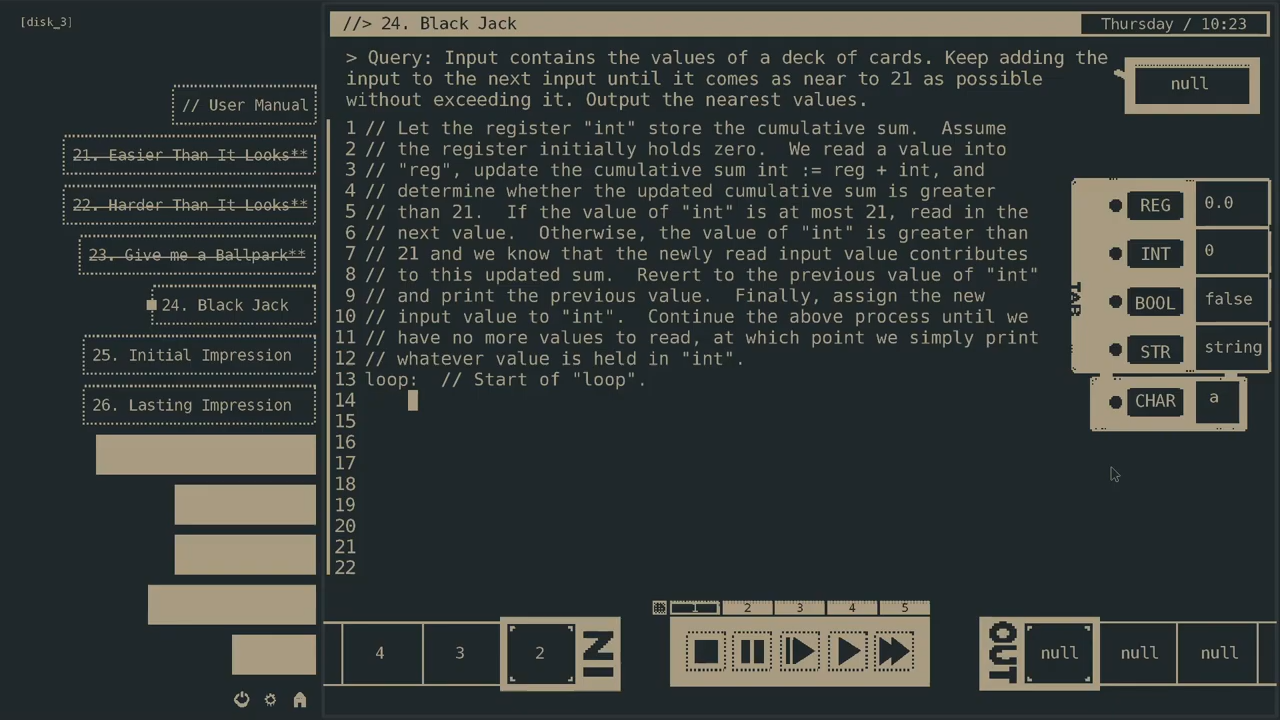 [disk_3]
//> 24. Black Jack
Thursday / 10:23
> Query: Input contains the values of a deck of cards. Keep adding the
input to the next input until it comes as near to 21 as possible
without exceeding it. Output the nearest values.
null
// User Manual
21. Easier Than It Looks**
22. Harder Than It Looks**
23. Give me a Ballpark**
24. Black Jack
25. Initial Impression
26. Lasting Impression
1 // Let the register "int" store the cumulative sum.  Assume
2 // the register initially holds zero.  We read a value into
3 // "reg", update the cumulative sum int := reg + int, and
4 // determine whether the updated cumulative sum is greater
5 // than 21.  If the value of "int" is at most 21, read in the
6 // next value.  Otherwise, the value of "int" is greater than
7 // 21 and we know that the newly read input value contributes
8 // to this updated sum.  Revert to the previous value of "int"
9 // and print the previous value.  Finally, assign the new
10 // input value to "int".  Continue the above process until we
11 // have no more values to read, at which point we simply print
12 // whatever value is held in "int".
13 loop:  // Start of "loop".
14
15
16
17
18
19
20
21
22
REG 0.0
INT 0
BOOL false
STR string
CHAR a
1 2 3 4 5
4 3 2 IN
OUT null null null